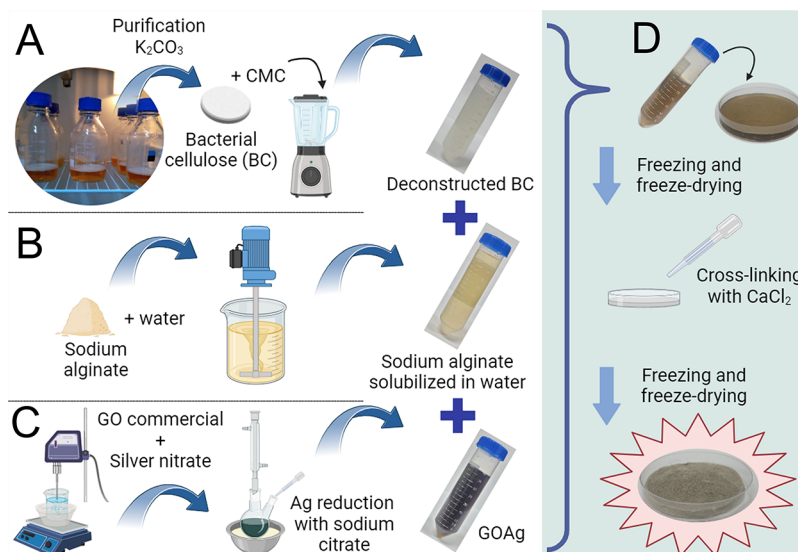 A
Purification
K₂CO₃
+ CMC
Bacterial
cellulose (BC)
Deconstructed BC
B
+ water
Sodium
alginate
Sodium alginate
solubilized in water
C
GO commercial
+
Silver nitrate
Ag reduction
with sodium
citrate
GOAg
D
Freezing and
freeze-drying
Cross-linking
with CaCl₂
Freezing and
freeze-drying